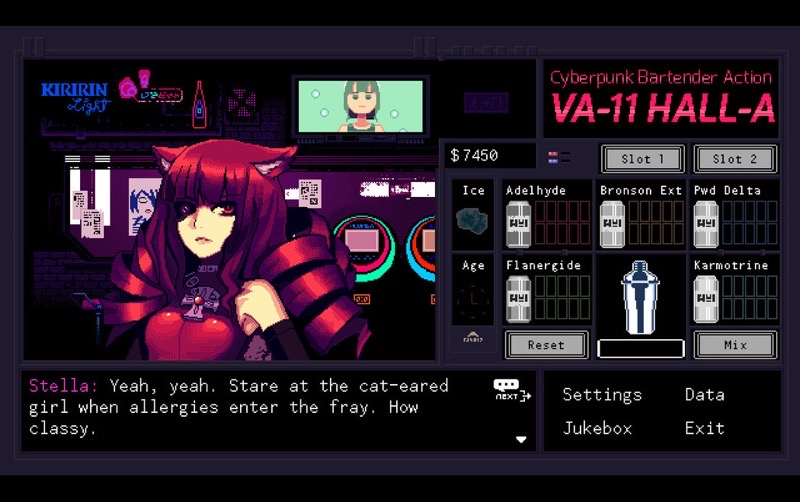 KIRIRIN
Light
Cyberpunk Bartender Action
VA-11 HALL-A
$7450
Slot 1
Slot 2
Ice
Adelhyde
Bronson Ext
Pwd Delta
Age
Flanergide
Karmotrine
Reset
Mix
Stella: Yeah, yeah. Stare at the cat-eared
girl when allergies enter the fray. How
classy.
NEXT
Settings
Data
Jukebox
Exit